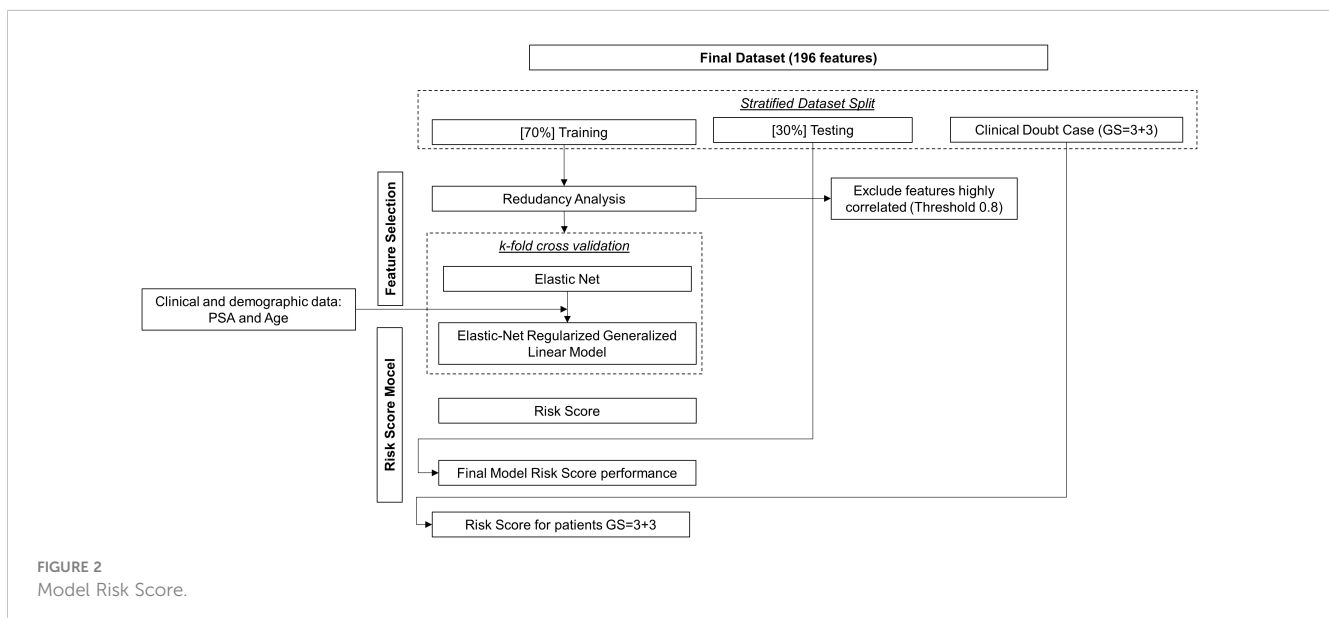 Final Dataset (196 features)
Stratified Dataset Split
[70%] Training
[30%] Testing
Clinical Doubt Case (GS=3+3)
Feature Selection
Redudancy Analysis
Exclude features highly
correlated (Threshold 0.8)
k-fold cross validation
Elastic Net
Clinical and demographic data:
PSA and Age
Elastic-Net Regularized Generalized
Linear Model
Risk Score Mocel
Risk Score
Final Model Risk Score performance
Risk Score for patients GS=3+3
FIGURE 2
Model Risk Score.